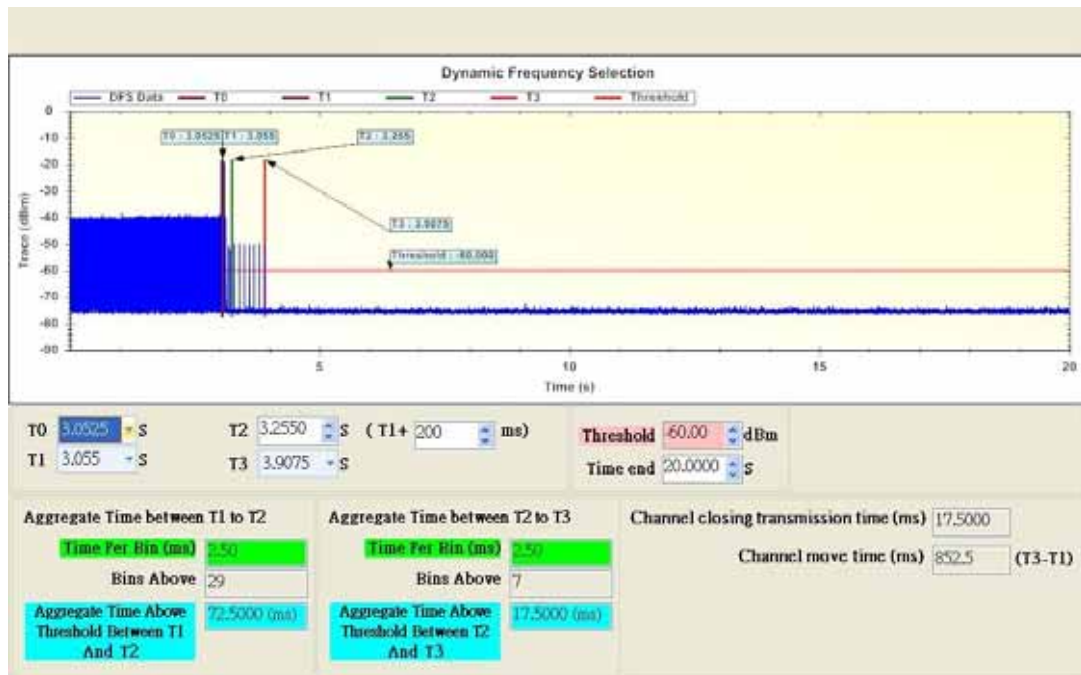 Dynamic Frequency Selection
DFS Data T0 T1 T2 T3 Threshold
0
-10
-20
-30
-40
-50
-60
-70
-80
-90
Trace (dBm)
T0 : 3.0525
T1 : 3.055
T2 : 3.255
T3 : 3.9075
Threshold : -60.000
5 10 15 20
Time (s)
T0 3.0525 S T2 3.2550 S ( T1+ 200 ms) Threshold -60.00 dBm
T1 3.055 S T3 3.9075 S Time end 20.0000 S
Aggregate Time between T1 to T2
Time Per Bin (ms) 2.50
Bins Above 29
Aggregate Time Above
Threshold Between T1
And T2
72.5000 (ms)
Aggregate Time between T2 to T3
Time Per Bin (ms) 2.50
Bins Above 7
Aggregate Time Above
Threshold Between T2
And T3
17.5000 (ms)
Channel closing transmission time (ms) 17.5000
Channel move time (ms) 852.5 (T3-T1)